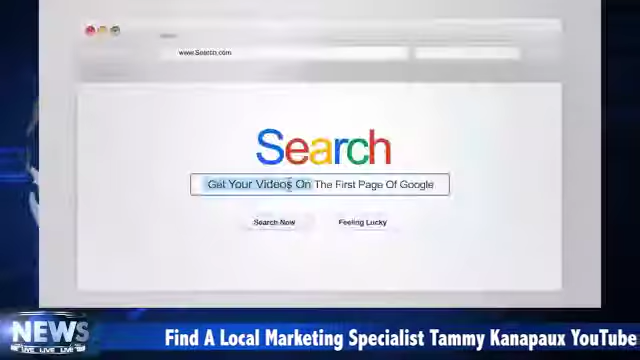 www.Search.com
Search
Get Your Videos On The First Page Of Google
Search Now
Feeling Lucky
NEWS
LIVE LIVE LIVE
Find A Local Marketing Specialist Tammy Kanapaux YouTube